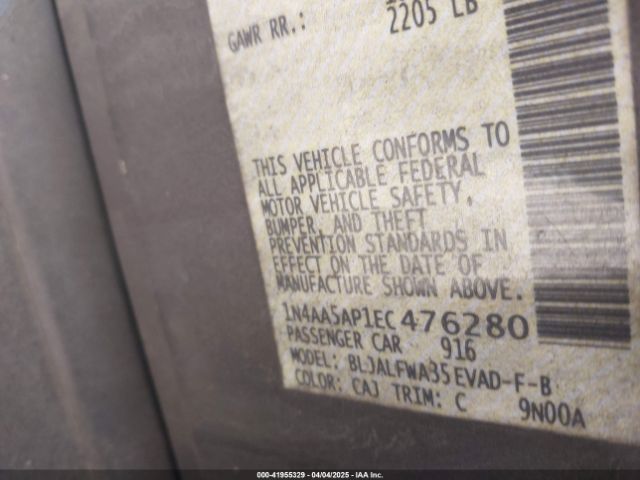 GAWR RR.: 2205 LB
THIS VEHICLE CONFORMS TO
ALL APPLICABLE FEDERAL
MOTOR VEHICLE SAFETY,
BUMPER, AND THEFT
PREVENTION STANDARDS IN
EFFECT ON THE DATE OF
MANUFACTURE SHOWN ABOVE.
1N4AA5AP1EC476280
PASSENGER CAR 916
MODEL: BLJALFWA35EVAD-F-B
COLOR: CAJ TRIM: C 9N00A
000-41955329 | 04/04/2025 - IAA Inc.